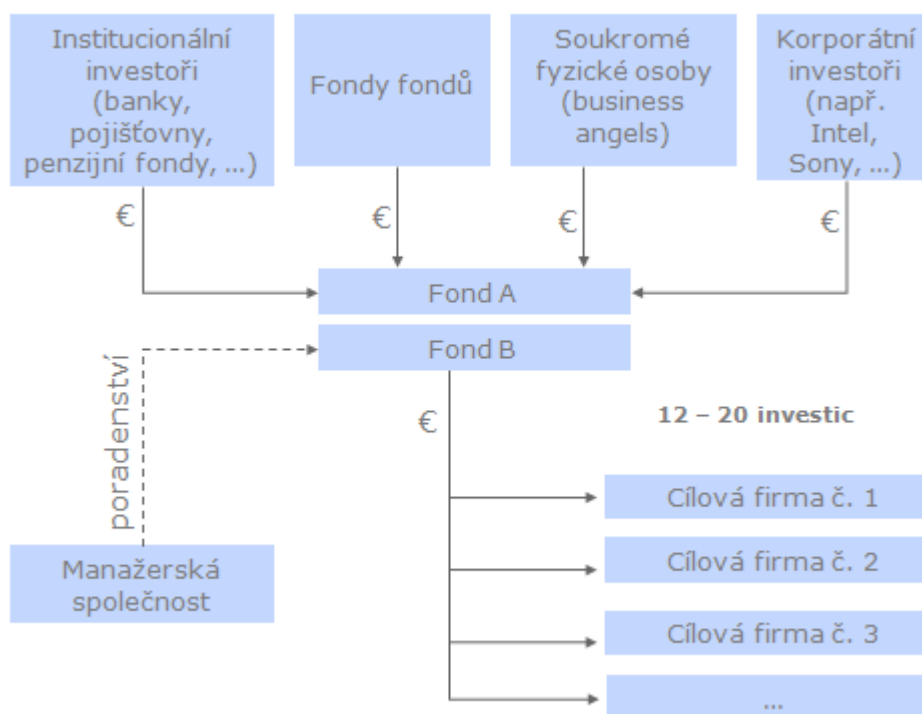 Institucionální
investoři
(banky,
pojišťovny,
penzijní fondy, ...)
Fondy fondů
Soukromé
fyzické osoby
(business
angels)
Korporátní
investoři
(např.
Intel,
Sony, ...)
€
€
€
€
Fond A
Fond B
poradenství
€
12 – 20 investic
Cílová firma č. 1
Manažerská
společnost
Cílová firma č. 2
Cílová firma č. 3
...